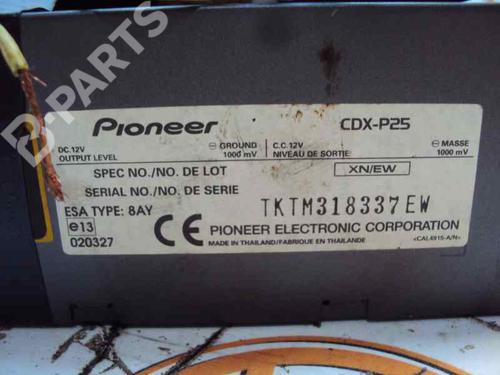 B-PARTS
Pioneer CDX-P25
DC.12V ⊖ GROUND C.C.12V ⊖ MASSE
OUTPUT LEVEL 1000 mV NIVEAU DE SORTIE 1000 mV
SPEC NO./NO. DE LOT XN/EW
SERIAL NO./NO. DE SERIE
ESA TYPE: 8AY TKTM318337EW
e13 CE PIONEER ELECTRONIC CORPORATION
020327 MADE IN THAILAND/FABRIQUE EN THAILANDE <CAL4915-A/N>